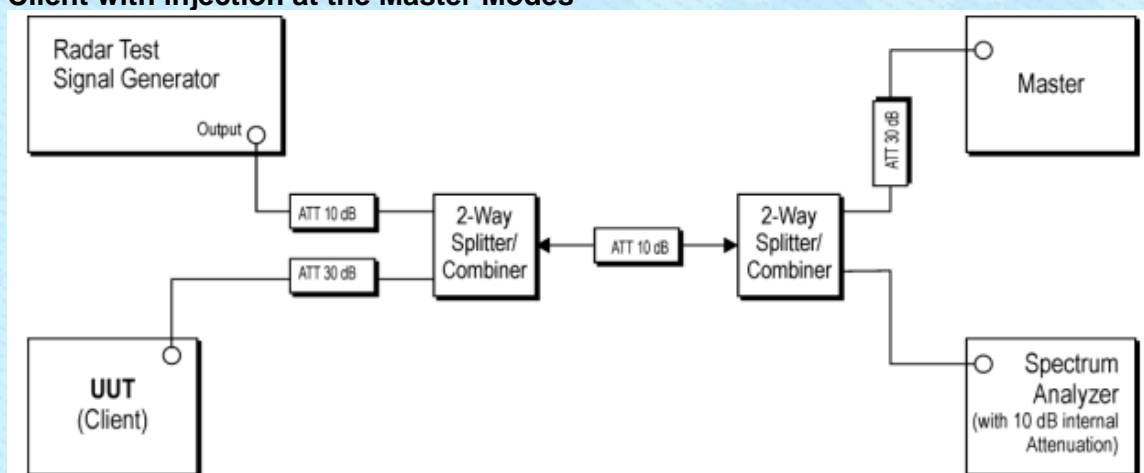 Client with injection at the Master Modes
Radar Test
Signal Generator
Output
ATT 10 dB
ATT 30 dB
2-Way
Splitter/
Combiner
ATT 10 dB
2-Way
Splitter/
Combiner
ATT 30 dB
Master
UUT
(Client)
Spectrum
Analyzer
(with 10 dB internal
Attenuation)